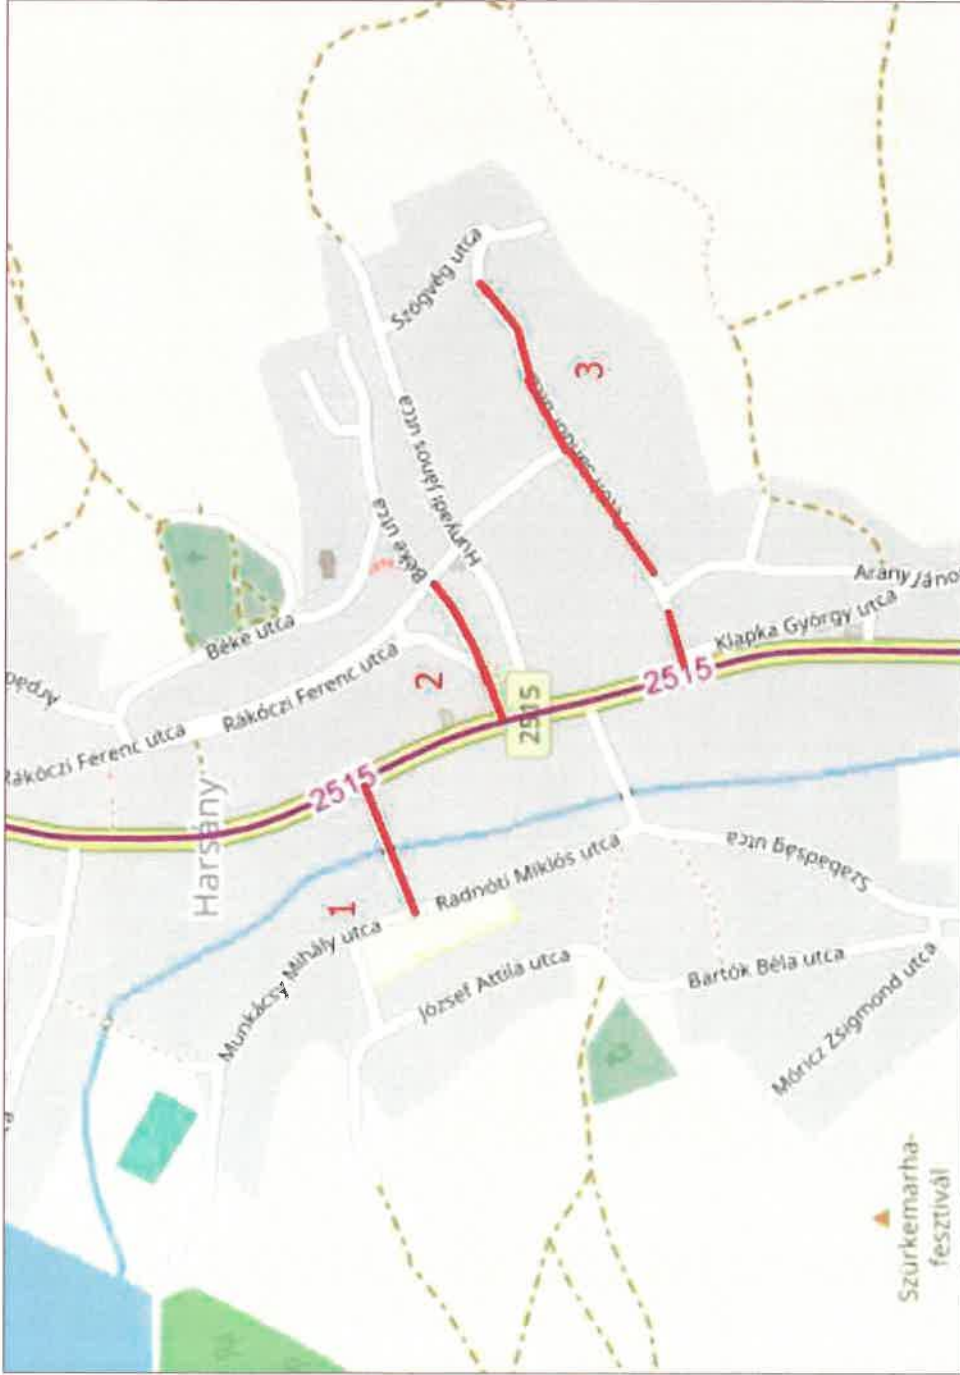 Szögvég utca
Hunyadi János utca
Béke utca
3
Béke utca
Arany Jáno
Klapka György utca
Rákóczi Ferenc utca
2
2515
2515
Rákóczi Ferenc utca
2515
Harsány
1
Radnóti Miklós utca
Szabadság utca
Munkácsy Mihály utca
József Attila utca
Bartók Béla utca
Móricz Zsigmond utca
Szürkemarha-
fesztivál